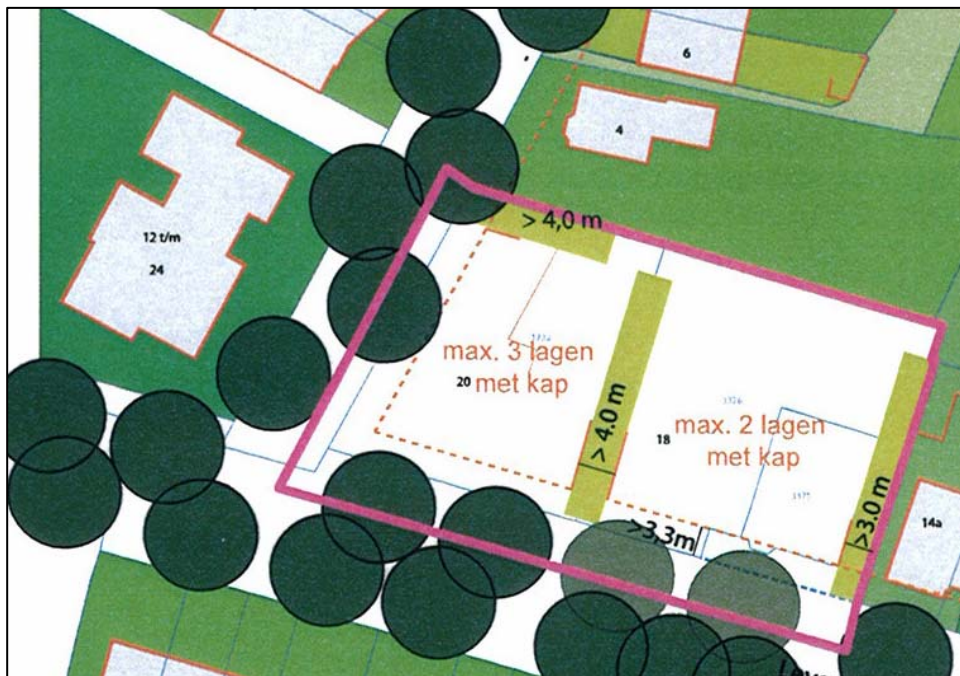 6
4
> 4,0 m
12 t/m
24
max. 3 lagen
20 met kap
> 4.0 m
max. 2 lagen
18
met kap
>3.0 m
14a
>3,3m